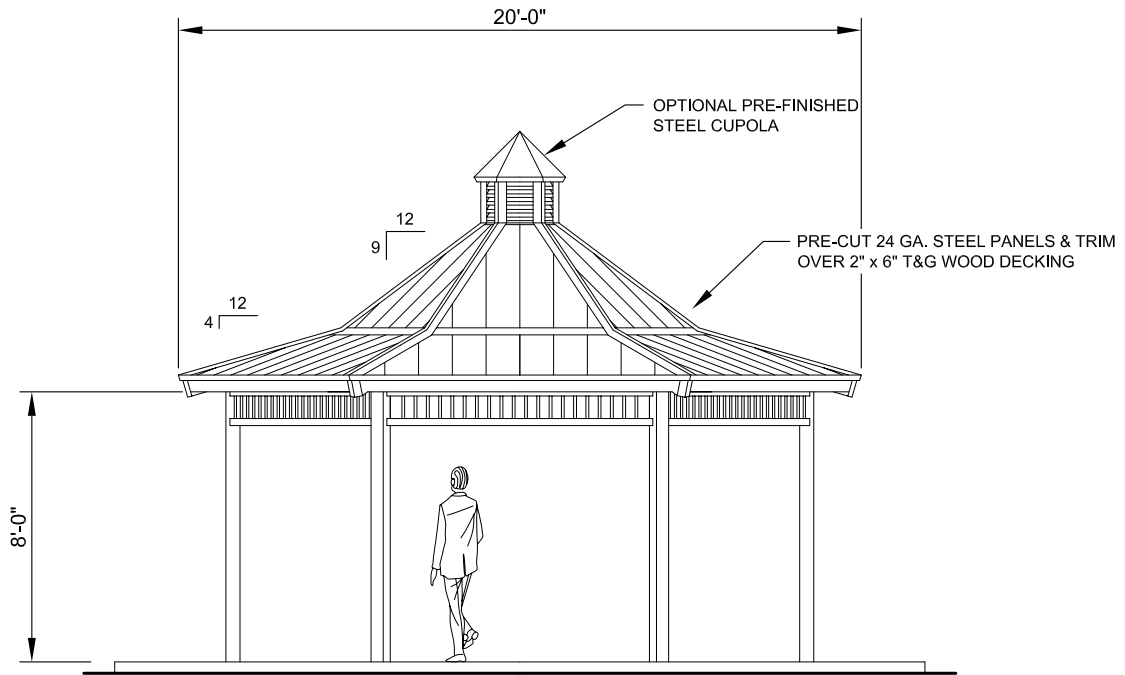 20'-0"
OPTIONAL PRE-FINISHED
STEEL CUPOLA
12
9
PRE-CUT 24 GA. STEEL PANELS & TRIM
OVER 2" x 6" T&G WOOD DECKING
12
4
8'-0"